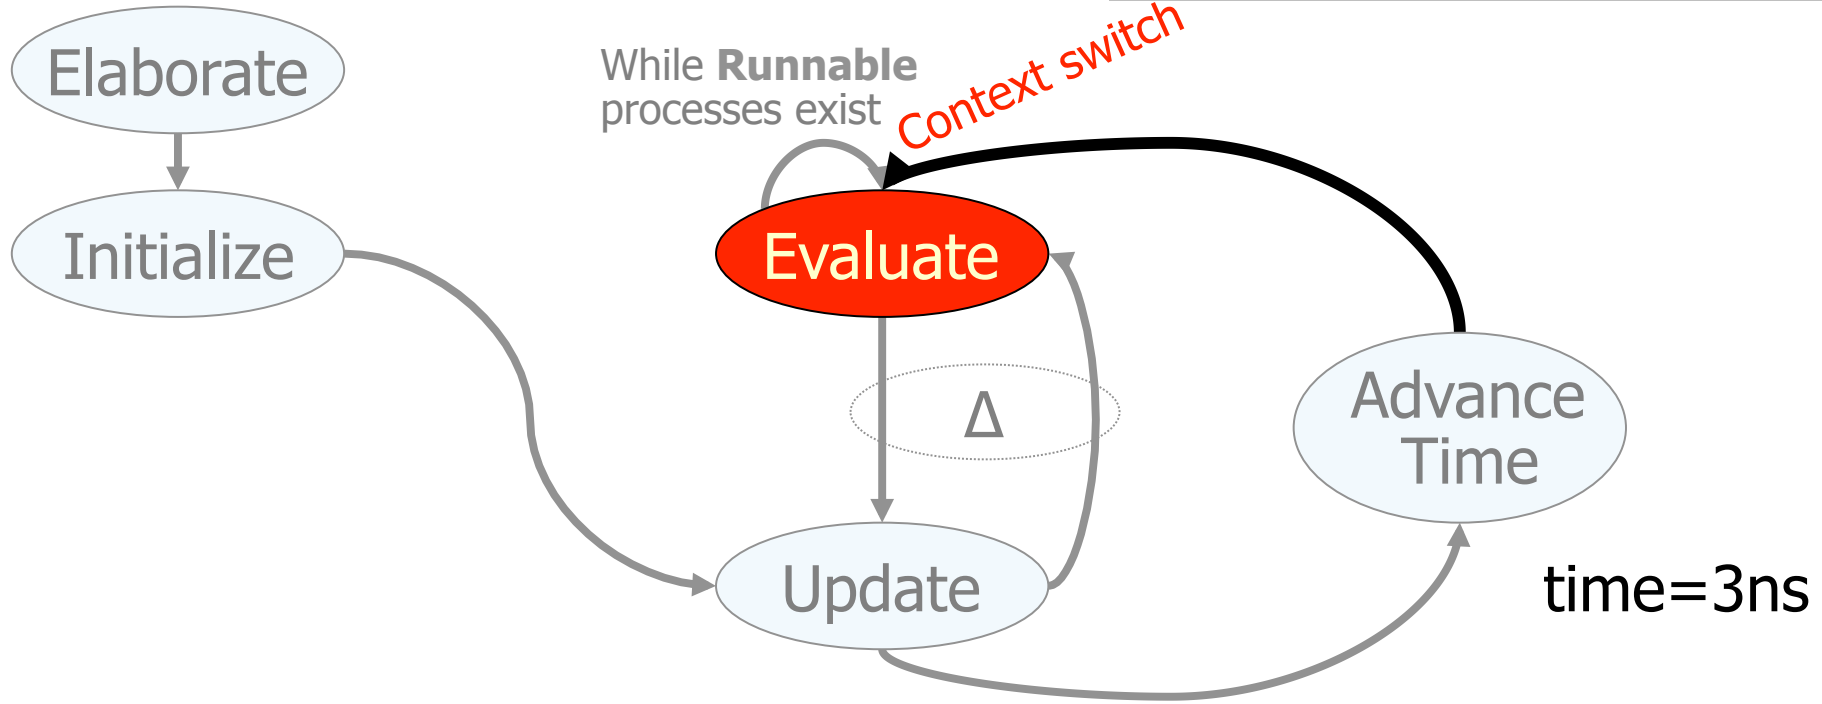 Elaborate
While Runnable
processes exist
Context switch
Initialize
Evaluate
Δ
Advance
Time
Update
time=3ns